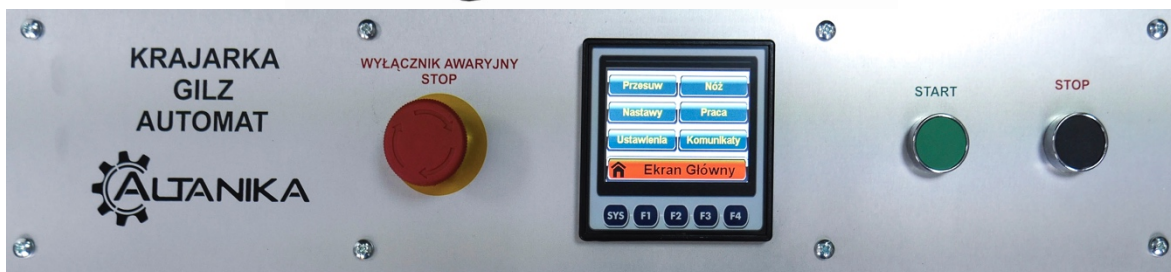 KRAJARKA
GILZ
AUTOMAT
ALTANIKA
WYŁĄCZNIK AWARYJNY
STOP
Przesuw Nóż
Nastawy Praca
Ustawienia Komunikaty
Ekran Główny
SYS F1 F2 F3 F4
START
STOP